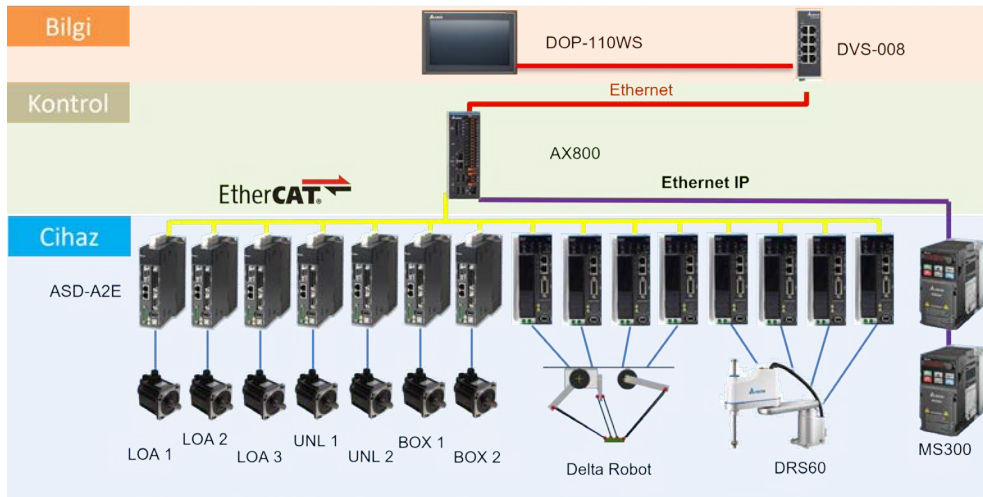 Bilgi
DOP-110WS
DVS-008
Ethernet
Kontrol
AX800
EtherCAT
Ethernet IP
Cihaz
ASD-A2E
LOA 1
LOA 2
LOA 3
UNL 1
UNL 2
BOX 1
BOX 2
Delta Robot
DRS60
MS300